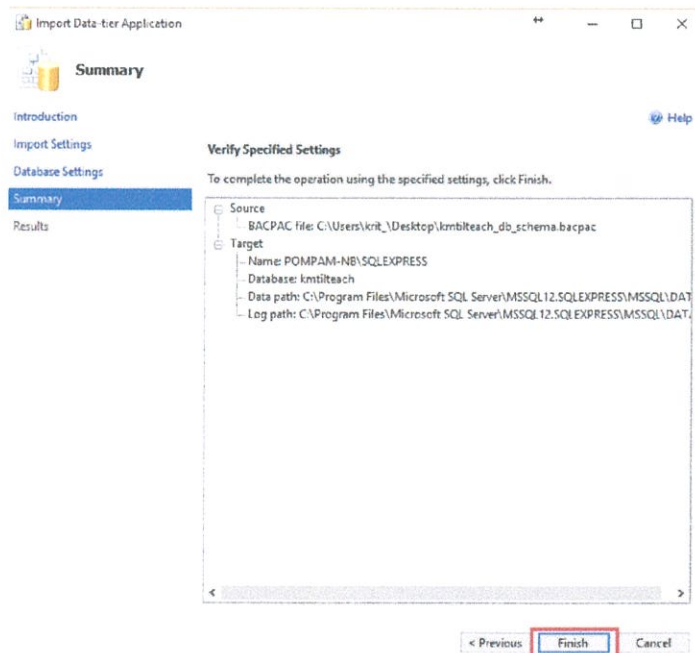 Import Data-tier Application
Summary
Introduction
Help
Import Settings
Verify Specified Settings
Database Settings
To complete the operation using the specified settings, click Finish.
Summary
Results
Source
BACPAC file: C:\Users\krit_\Desktop\kmtilteach_db_schema.bacpac
Target
Name: POMPAM-NB\SQLEXPRESS
Database: kmtilteach
Data path: C:\Program Files\Microsoft SQL Server\MSSQL12.SQLEXPRESS\MSSQL\DAT
Log path: C:\Program Files\Microsoft SQL Server\MSSQL12.SQLEXPRESS\MSSQL\DAT
< Previous
Finish
Cancel